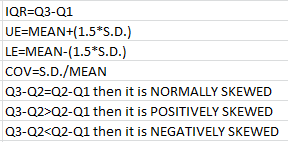 IQR=Q3-Q1
UE=MEAN+(1.5*S.D.)
LE=MEAN-(1.5*S.D.)
COV=S.D./MEAN
Q3-Q2=Q2-Q1 then it is NORMALLY SKEWED
Q3-Q2>Q2-Q1 then it is POSITIVELY SKEWED
Q3-Q2<Q2-Q1 then it is NEGATIVELY SKEWED